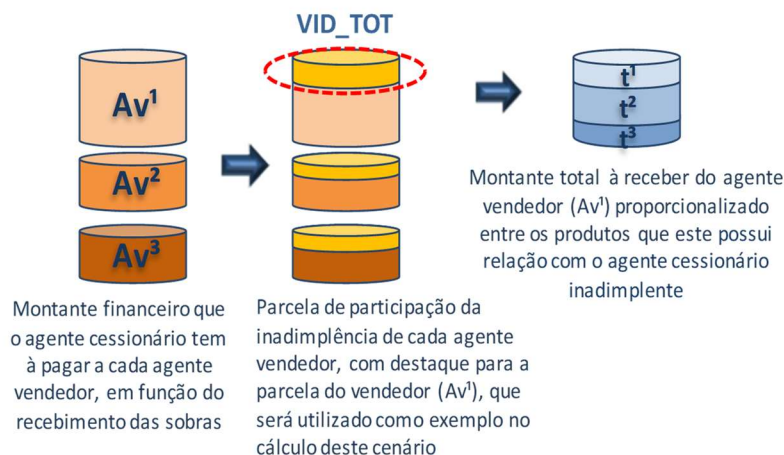 VID_TOT
Av¹
Av²
Av³
t¹
t²
t³
Montante financeiro que
o agente cessionário tem
à pagar a cada agente
vendedor, em função do
recebimento das sobras
Parcela de participação da
inadimplência de cada agente
vendedor, com destaque para a
parcela do vendedor (Av¹), que
será utilizado como exemplo no
cálculo deste cenário
Montante total à receber do agente
vendedor (Av¹) proporcionalizado
entre os produtos que este possui
relação com o agente cessionário
inadimplente